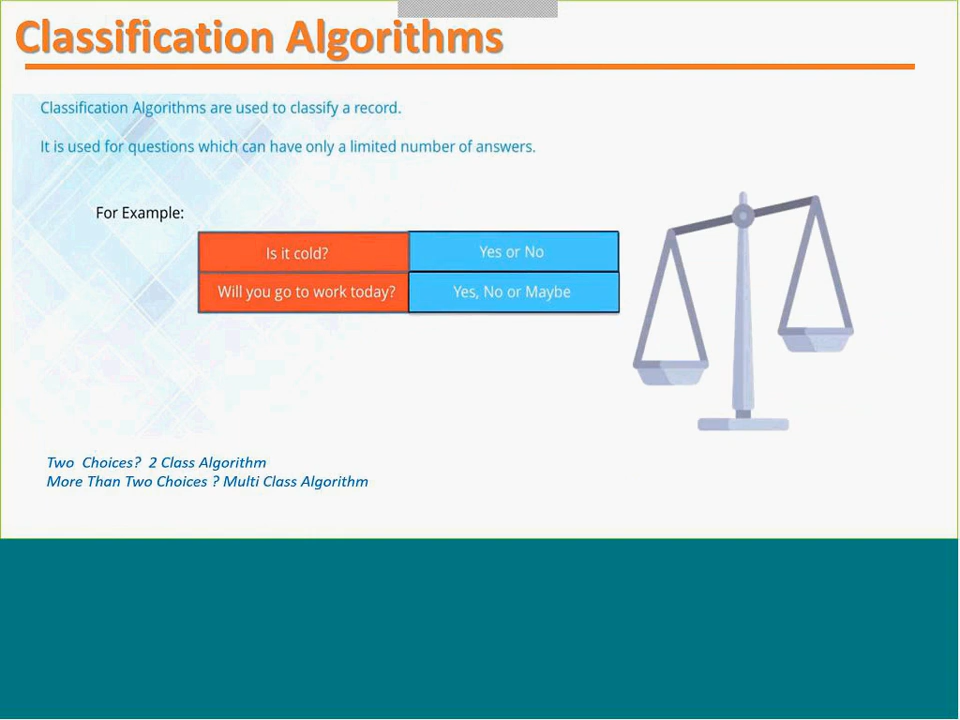 Classification Algorithms
Classification Algorithms are used to classify a record.
It is used for questions which can have only a limited number of answers.
For Example:
Is it cold? Yes or No
Will you go to work today? Yes, No or Maybe
Two Choices? 2 Class Algorithm
More Than Two Choices ? Multi Class Algorithm